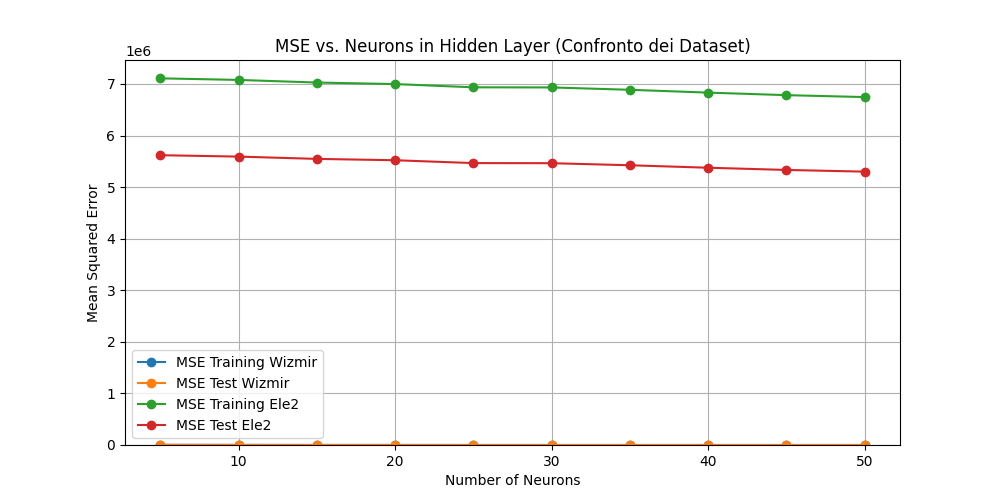 MSE vs. Neurons in Hidden Layer (Confronto dei Dataset)
1e6
7
6
5
4
3
2
1
0
Mean Squared Error
MSE Training Wizmir
MSE Test Wizmir
MSE Training Ele2
MSE Test Ele2
10 20 30 40 50
Number of Neurons